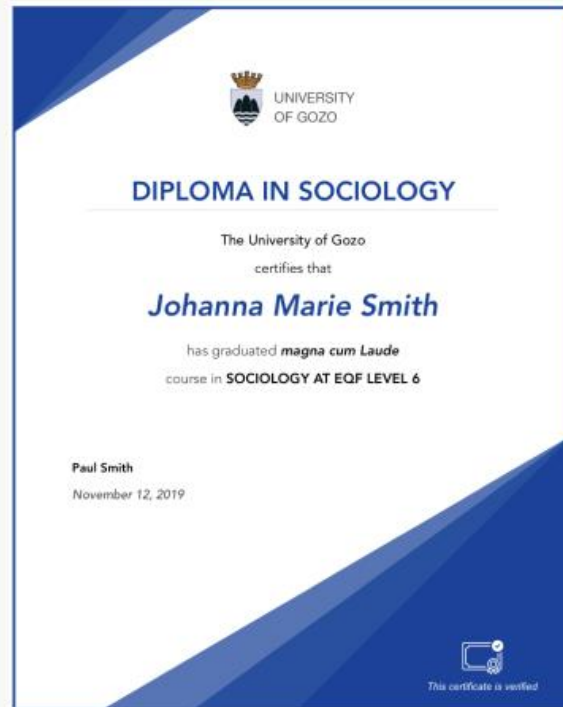 UNIVERSITY
OF GOZO
DIPLOMA IN SOCIOLOGY
The University of Gozo
certifies that
Johanna Marie Smith
has graduated magna cum Laude
course in SOCIOLOGY AT EQF LEVEL 6
Paul Smith
November 12, 2019
This certificate is verified